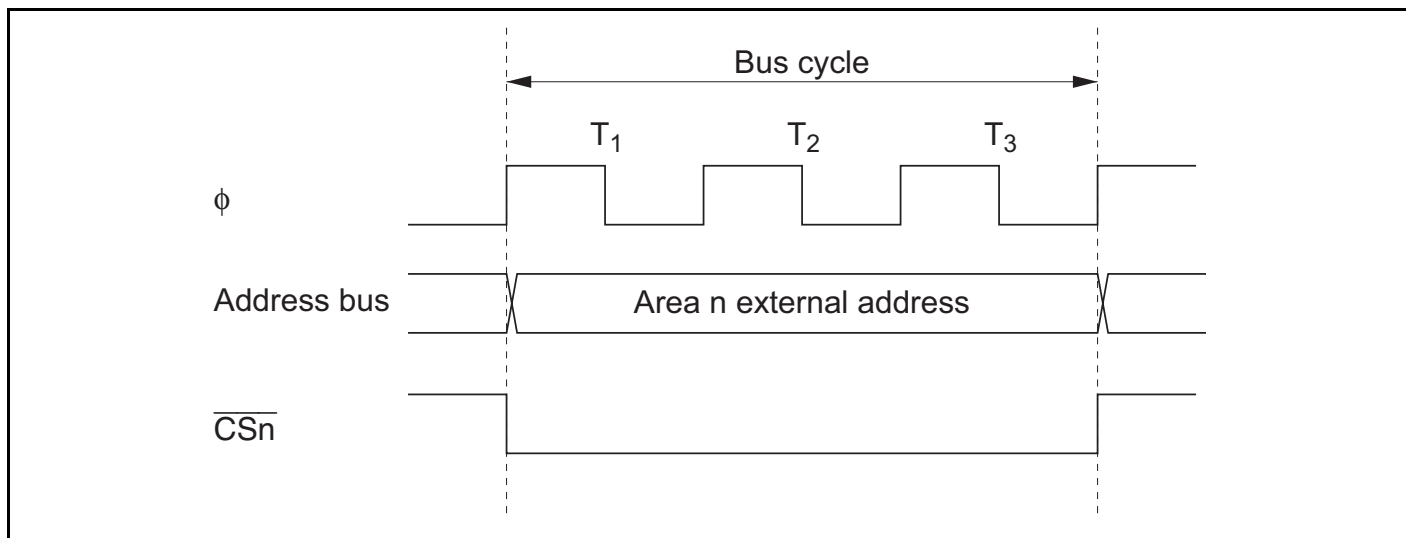 Bus cycle
T1 T2 T3
ϕ
Address bus Area n external address
CSn